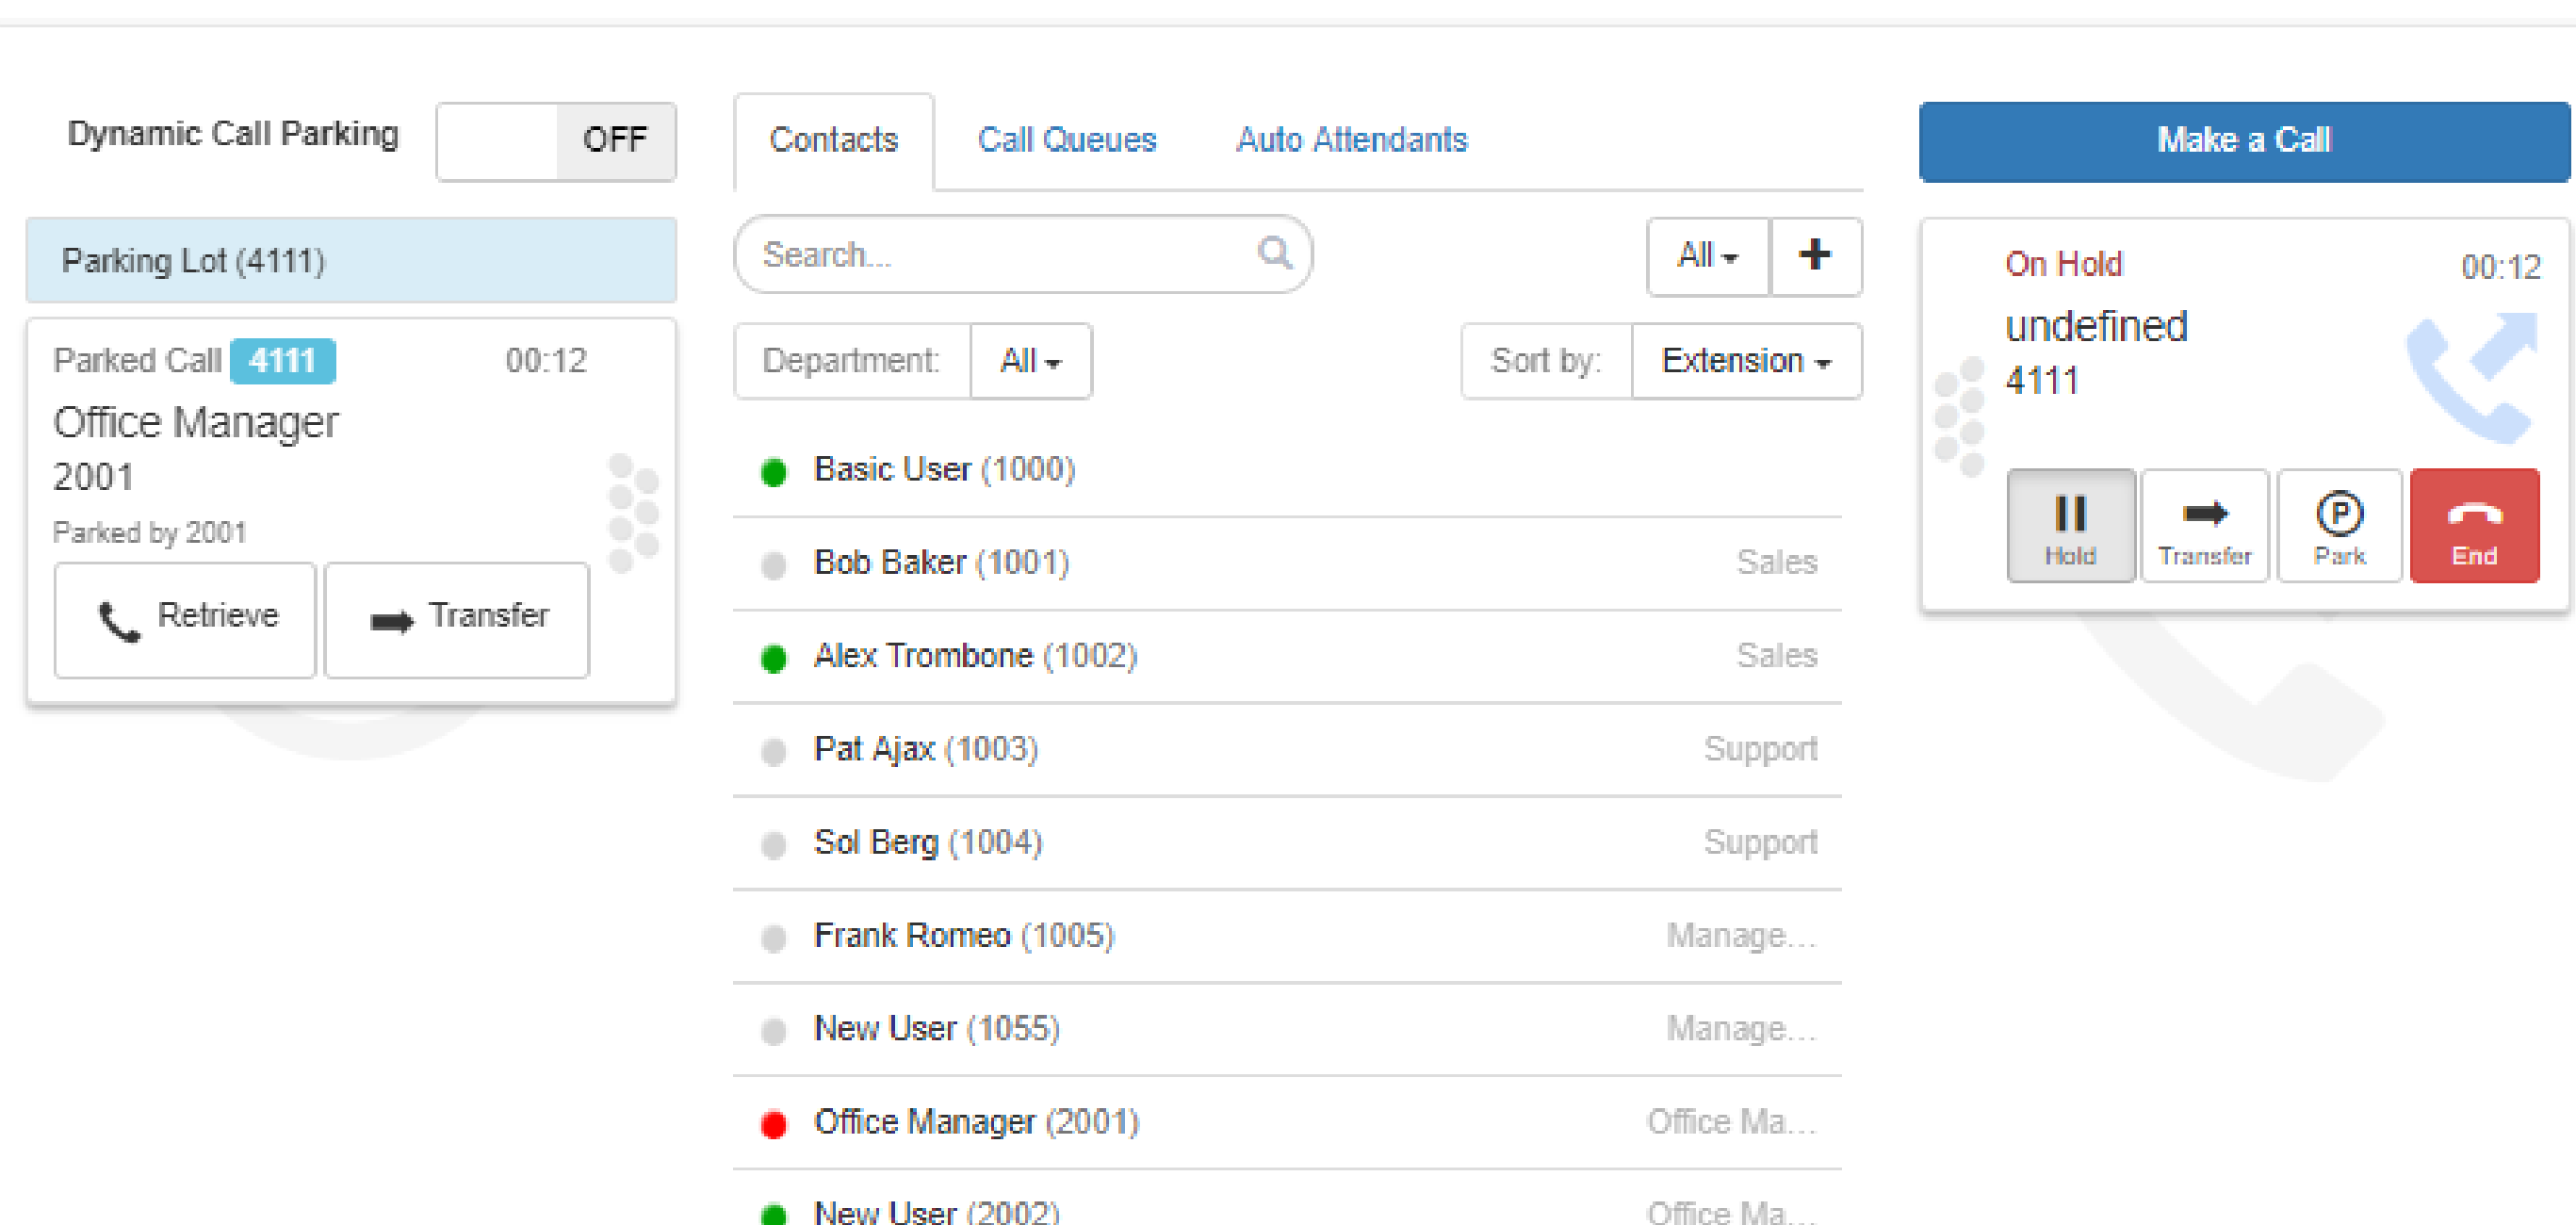 Dynamic Call Parking OFF
Parking Lot (4111)
Parked Call 4111 00:12
Office Manager
2001
Parked by 2001
Retrieve Transfer
Contacts Call Queues Auto Attendants
Search...
All +
Department: All
Sort by: Extension
Basic User (1000)
Bob Baker (1001) Sales
Alex Trombone (1002) Sales
Pat Ajax (1003) Support
Sol Berg (1004) Support
Frank Romeo (1005) Manage...
New User (1055) Manage...
Office Manager (2001) Office Ma...
New User (2002) Office Ma...
Make a Call
On Hold 00:12
undefined
4111
P
Hold Transfer Park End